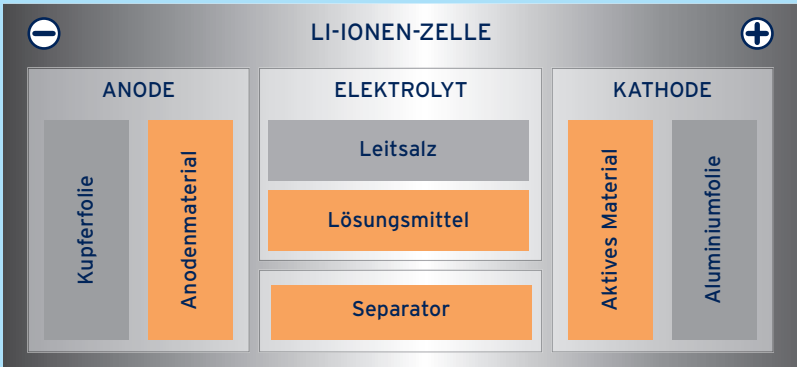 LI-IONEN-ZELLE
ANODE
Kupferfolie
Anodenmaterial
ELEKTROLYT
Leitsalz
Lösungsmittel
Separator
KATHODE
Aktives Material
Aluminiumfolie